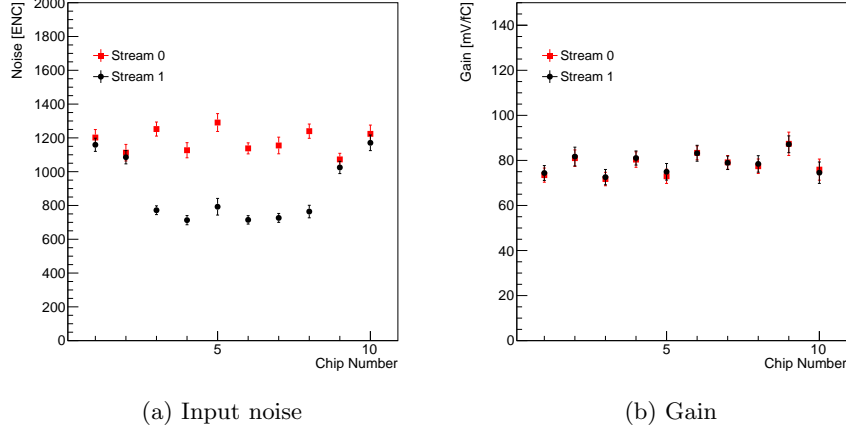 Noise [ENC]
2000
1800
1600
1400
1200
1000
800
600
400
200
0
Stream 0
Stream 1
5
10
Chip Number
(a) Input noise
Gain [mV/fC]
140
120
100
80
60
40
20
0
Stream 0
Stream 1
5
10
Chip Number
(b) Gain